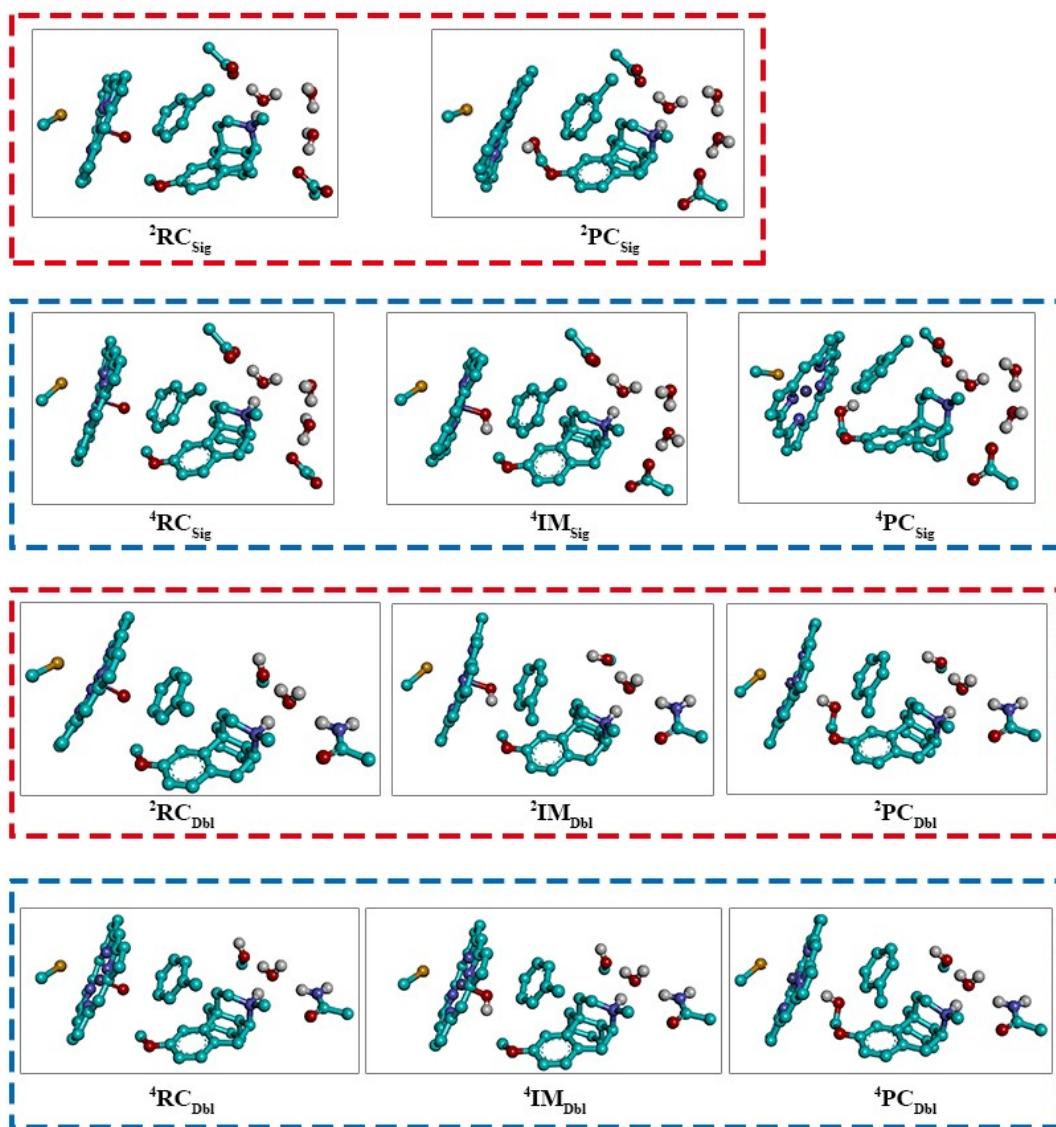 ²RC_Sig ²PC_Sig
⁴RC_Sig ⁴IM_Sig ⁴PC_Sig
²RC_Dbl ²IM_Dbl ²PC_Dbl
⁴RC_Dbl ⁴IM_Dbl ⁴PC_Dbl